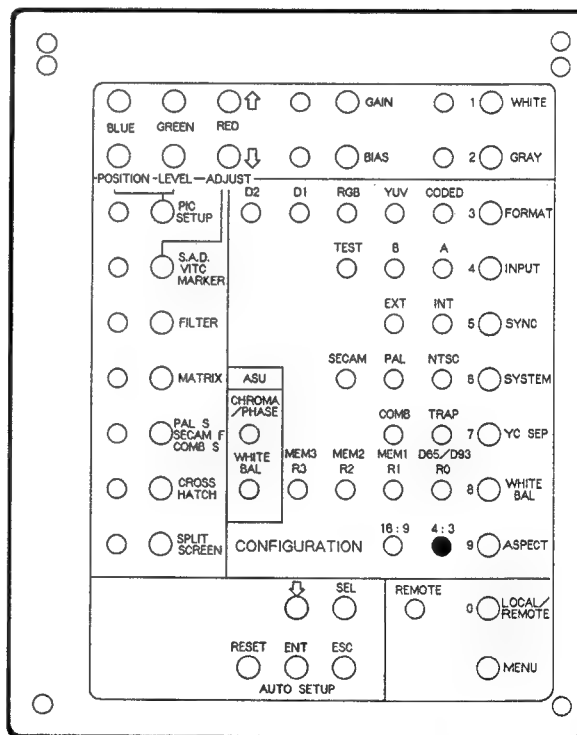 GAIN 1 WHITE
BLUE GREEN RED
BIAS 2 GRAY
POSITION LEVEL ADJUST
D2 D1 RGB YUV CODED
PIC
SETUP
3 FORMAT
TEST B A
S.A.D.
VITC
MARKER
4 INPUT
EXT INT
FILTER
5 SYNC
SECAM PAL NTSC
MATRIX
ASU
6 SYSTEM
CHROMA
/PHASE
COMB TRAP
PAL S
SECAM F
COMB S
7 YC SEP
WHITE
BAL
MEM3 MEM2 MEM1 D65/D93
R3 R2 R1 R0
CROSS
HATCH
8 WHITE
BAL
16:9 4:3
SPLIT
SCREEN
CONFIGURATION
9 ASPECT
SEL
REMOTE
0 LOCAL/
REMOTE
RESET ENT ESC
MENU
AUTO SETUP